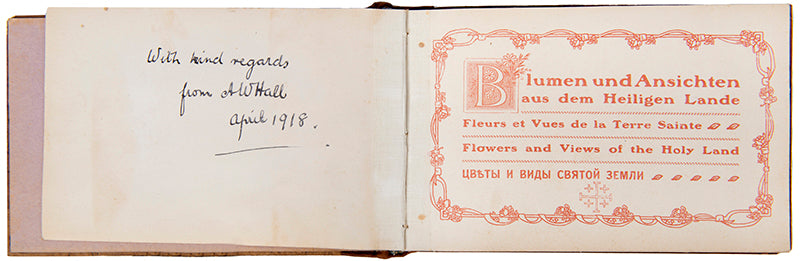 With kind regards
from A W Hall
April 1918.
Blumen und Ansichten
aus dem Heiligen Lande
Fleurs et Vues de la Terre Sainte
Flowers and Views of the Holy Land
ЦВѢТЫ И ВИДЫ СВЯТОЙ ЗЕМЛИ